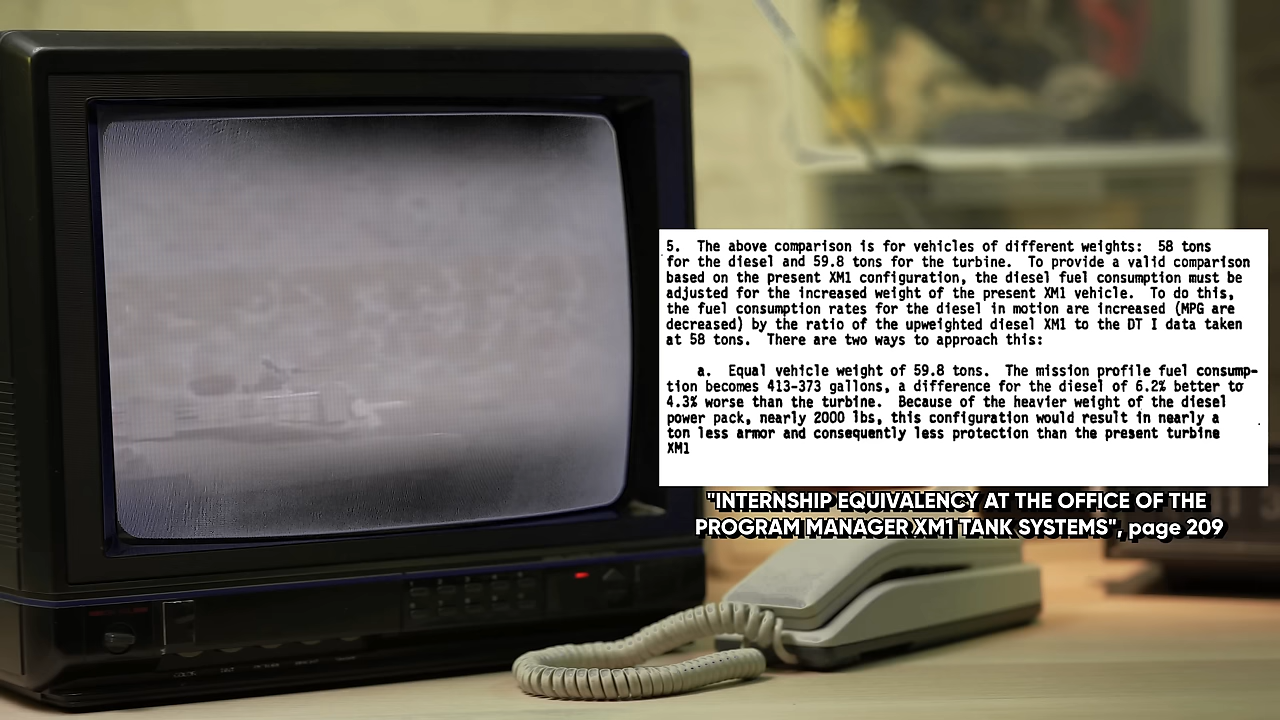 5. The above comparison is for vehicles of different weights: 58 tons
for the diesel and 59.8 tons for the turbine. To provide a valid comparison
based on the present XM1 configuration, the diesel fuel consumption must be
adjusted for the increased weight of the present XM1 vehicle. To do this,
the fuel consumption rates for the diesel in motion are increased (MPG are
decreased) by the ratio of the upweighted diesel XM1 to the DT I data taken
at 58 tons. There are two ways to approach this:
a. Equal vehicle weight of 59.8 tons. The mission profile fuel consump-
tion becomes 413-373 gallons, a difference for the diesel of 6.2% better to
4.3% worse than the turbine. Because of the heavier weight of the diesel
power pack, nearly 2000 lbs, this configuration would result in nearly a
ton less armor and consequently less protection than the present turbine
XM1
"INTERNSHIP EQUIVALENCY AT THE OFFICE OF THE
PROGRAM MANAGER XM1 TANK SYSTEMS", page 209